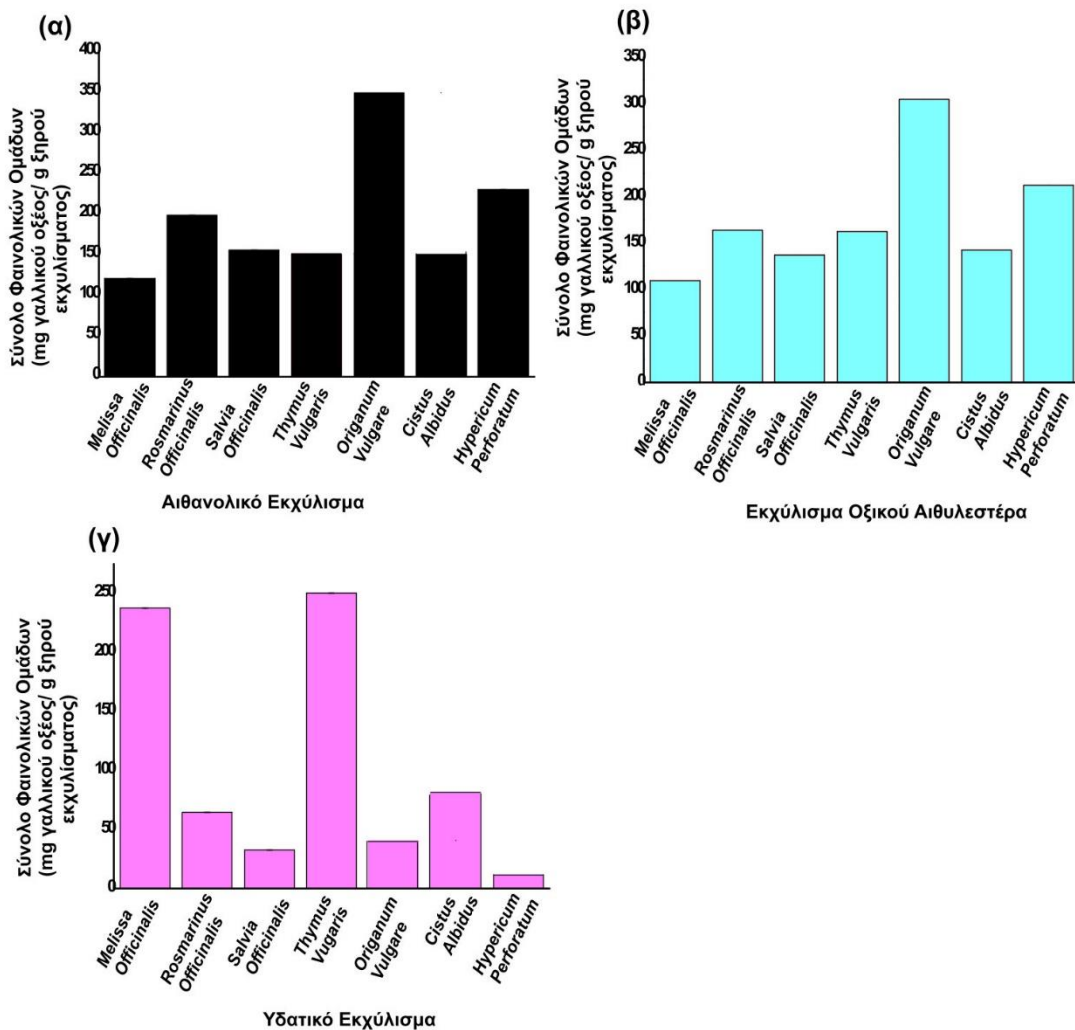 (α)
Σύνολο Φαινολικών Ομάδων
(mg γαλλικού οξέος/ g ξηρού
εκχυλίσματος)
400
350
300
250
200
150
100
50
0
Melissa
Officinalis
Rosmarinus
Officinalis
Salvia
Officinalis
Thymus
Vulgaris
Origanum
Vulgare
Cistus
Albidus
Hypericum
Perforatum
Αιθανολικό Εκχύλισμα
(β)
Σύνολο Φαινολικών Ομάδων
(mg γαλλικού οξέος/ g ξηρού
εκχυλίσματος)
350
300
250
200
150
100
50
0
Melissa
Officinalis
Rosmarinus
Officinalis
Salvia
Officinalis
Thymus
Vulgaris
Origanum
Vulgare
Cistus
Albidus
Hypericum
Perforatum
Εκχύλισμα Οξικού Αιθυλεστέρα
(γ)
Σύνολο Φαινολικών Ομάδων
(mg γαλλικού οξέος/ g ξηρού
εκχυλίσματος)
250
200
150
100
50
0
Melissa
Officinalis
Rosmarinus
Officinalis
Salvia
Officinalis
Thymus
Vugaris
Origanum
Vulgare
Cistus
Albidus
Hypericum
Perforatum
Υδατικό Εκχύλισμα